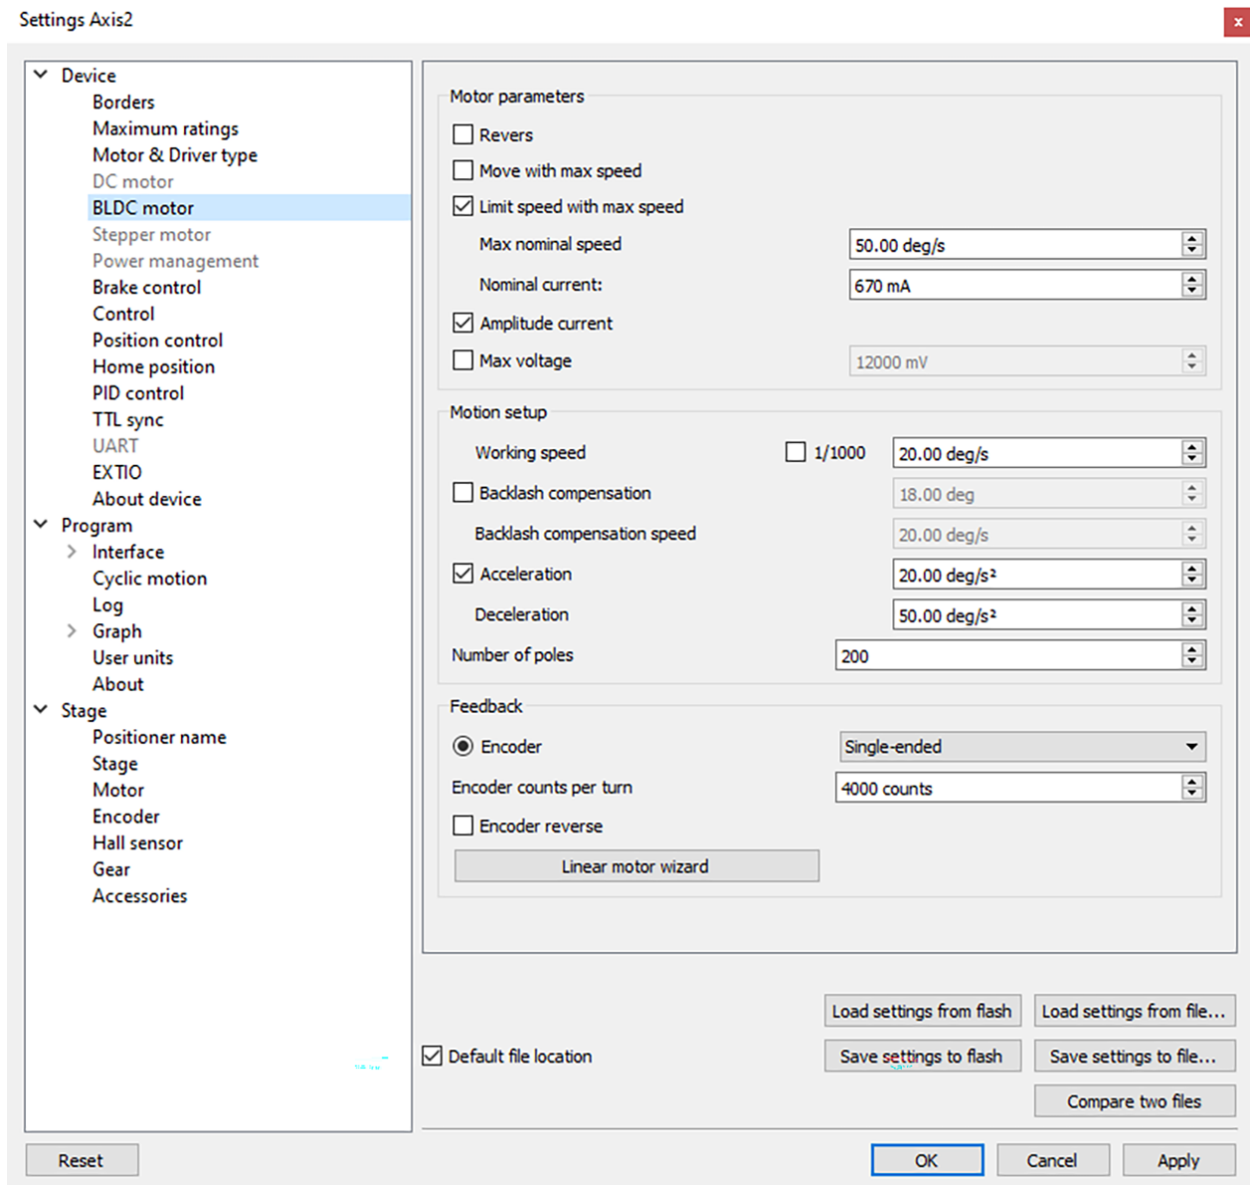 Settings Axis2
x
Device
Borders
Maximum ratings
Motor & Driver type
DC motor
BLDC motor
Stepper motor
Power management
Brake control
Control
Position control
Home position
PID control
TTL sync
UART
EXTIO
About device
Program
Interface
Cyclic motion
Log
Graph
User units
About
Stage
Positioner name
Stage
Motor
Encoder
Hall sensor
Gear
Accessories
Motor parameters
Revers
Move with max speed
Limit speed with max speed
Max nominal speed 50.00 deg/s
Nominal current: 670 mA
Amplitude current
Max voltage 12000 mV
Motion setup
Working speed 1/1000 20.00 deg/s
Backlash compensation 18.00 deg
Backlash compensation speed 20.00 deg/s
Acceleration 20.00 deg/s²
Deceleration 50.00 deg/s²
Number of poles 200
Feedback
Encoder Single-ended
Encoder counts per turn 4000 counts
Encoder reverse
Linear motor wizard
Load settings from flash Load settings from file...
Default file location Save settings to flash Save settings to file...
Compare two files
Reset OK Cancel Apply